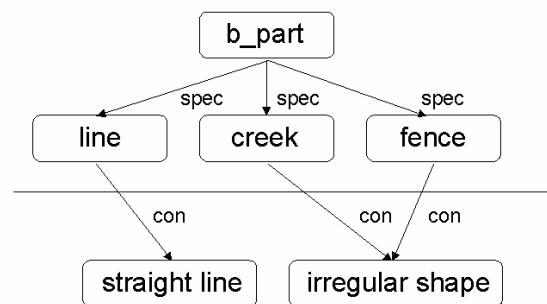 b_part
spec spec spec
line creek fence
con con con
straight line irregular shape